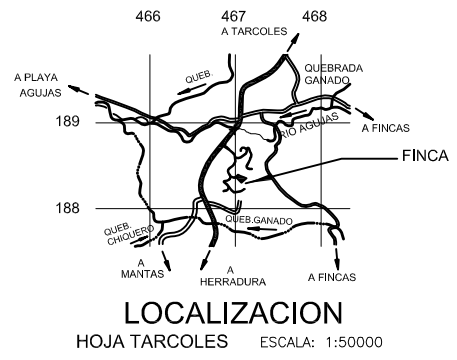 466 467 468
A TARCOLES
A PLAYA
AGUJAS
QUEB.
QUEBRADA
GANADO
189
RIO AGUJAS
A FINCAS
FINCA
188
QUEB.
CHIQUERO
QUEB.GANADO
A
MANTAS
A
HERRADURA
A FINCAS
LOCALIZACION
HOJA TARCOLES ESCALA: 1:50000